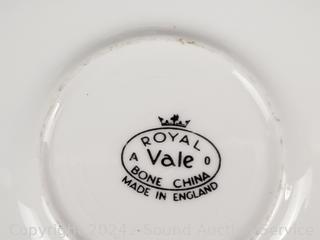 ROYAL
A Vale O
BONE CHINA
MADE IN ENGLAND
Copyright 2024 Sound Auction Service